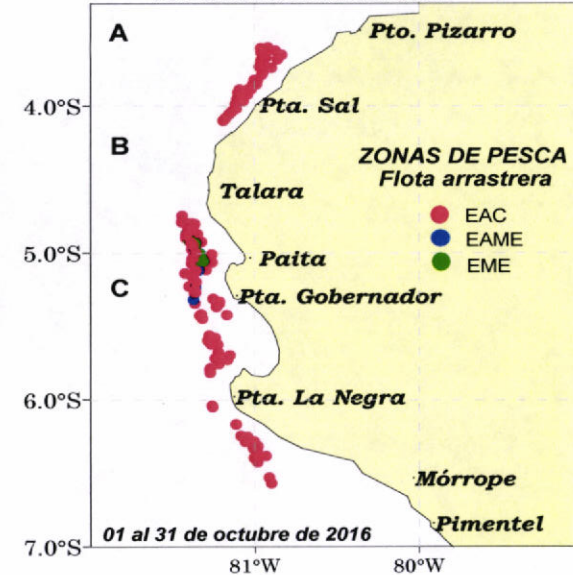 A
Pto. Pizarro
4.0°S
Pta. Sal
B
ZONAS DE PESCA
Flota arrastrera
Talara
EAC
EAME
5.0°S
Paita
EME
C
Pta. Gobernador
6.0°S
Pta. La Negra
Mórrope
01 al 31 de octubre de 2016
Pimentel
7.0°S
81°W
80°W